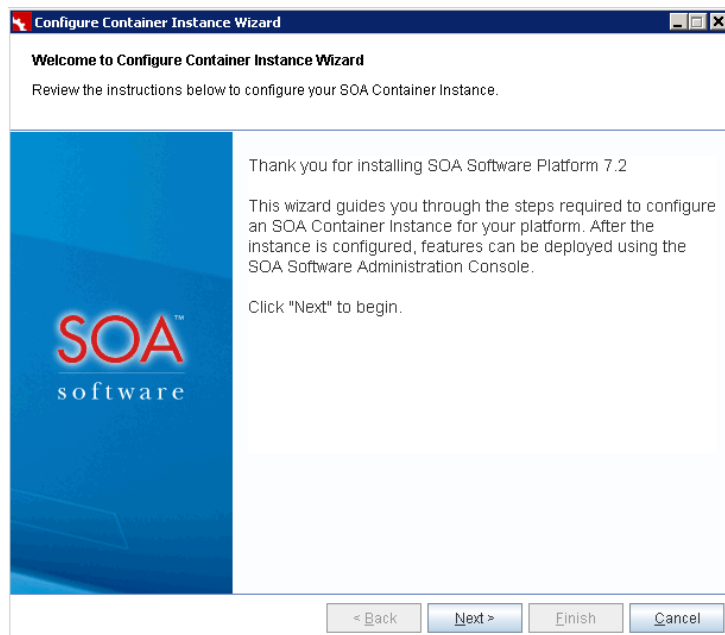 Configure Container Instance Wizard
Welcome to Configure Container Instance Wizard
Review the instructions below to configure your SOA Container Instance.
Thank you for installing SOA Software Platform 7.2
This wizard guides you through the steps required to configure
an SOA Container Instance for your platform. After the
instance is configured, features can be deployed using the
SOA Software Administration Console.
Click "Next" to begin.
SOA™
software
< Back
Next >
Finish
Cancel